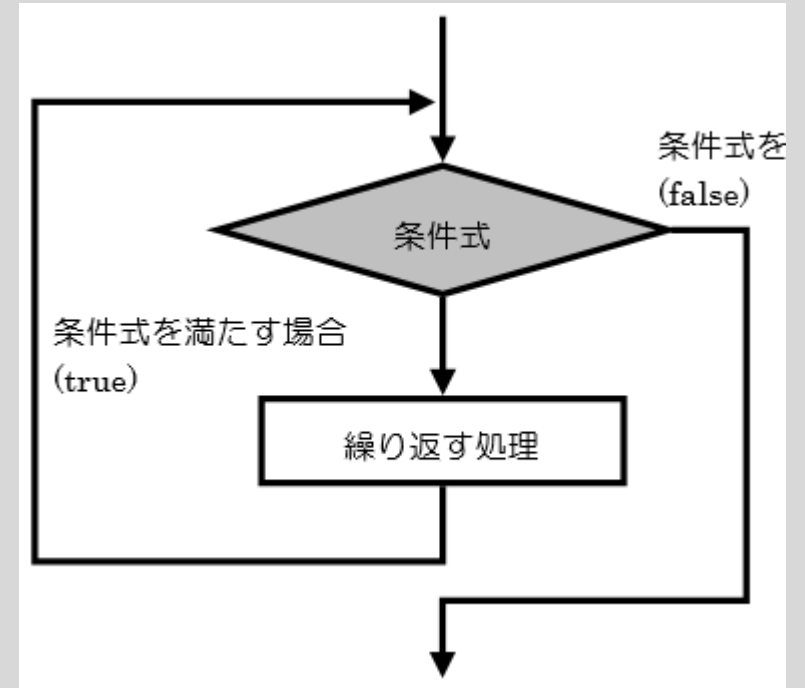 条件式を
(false)
条件式
条件式を満たす場合
(true)
繰り返す処理